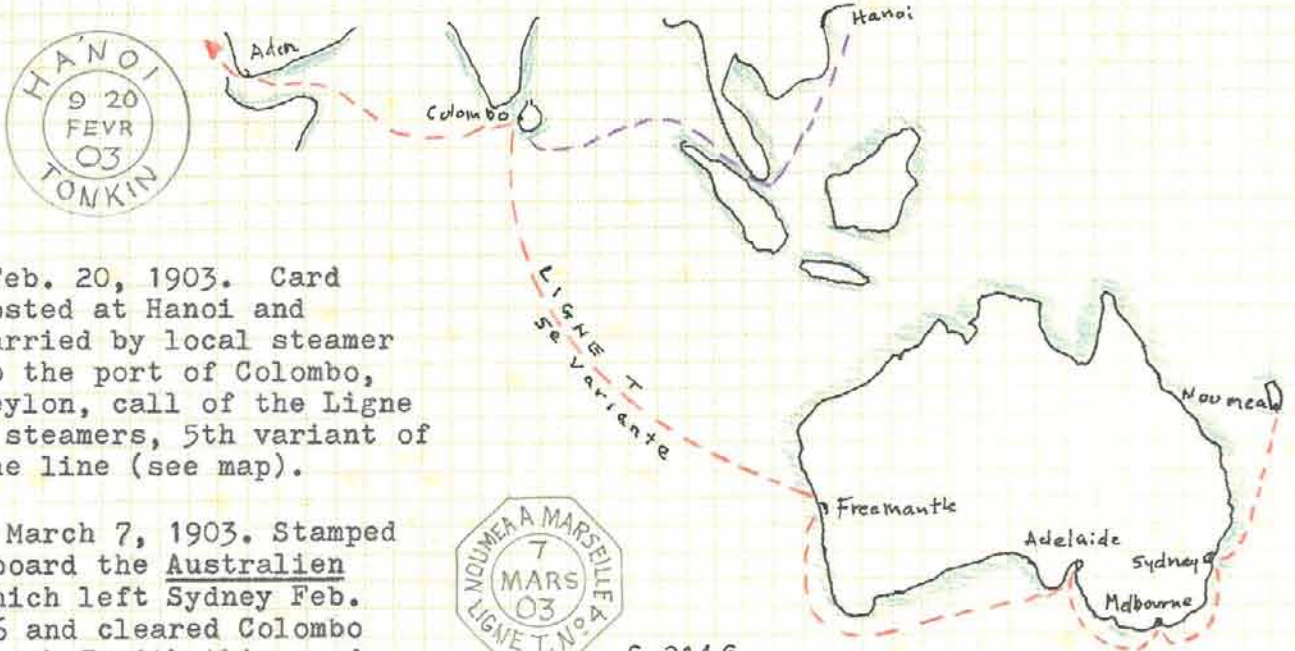 HANOI
9 20
FEVR
03
TONKIN
Aden
Colombo
Hanoi
Feb. 20, 1903. Card
osted at Hanoi and
arried by local steamer
the port of Colombo,
eylon, call of the Ligne
steamers, 5th variant of
he line (see map).
LIGNE T
5e variante
Noumea
Freemantle
Adelaide
Sydney
Melbourne
March 7, 1903. Stamped
board the Australien
hich left Sydney Feb.
and cleared Colombo
NOUMEA A MARSEILLE
7
MARS
03
LIGNE T. Nº 4